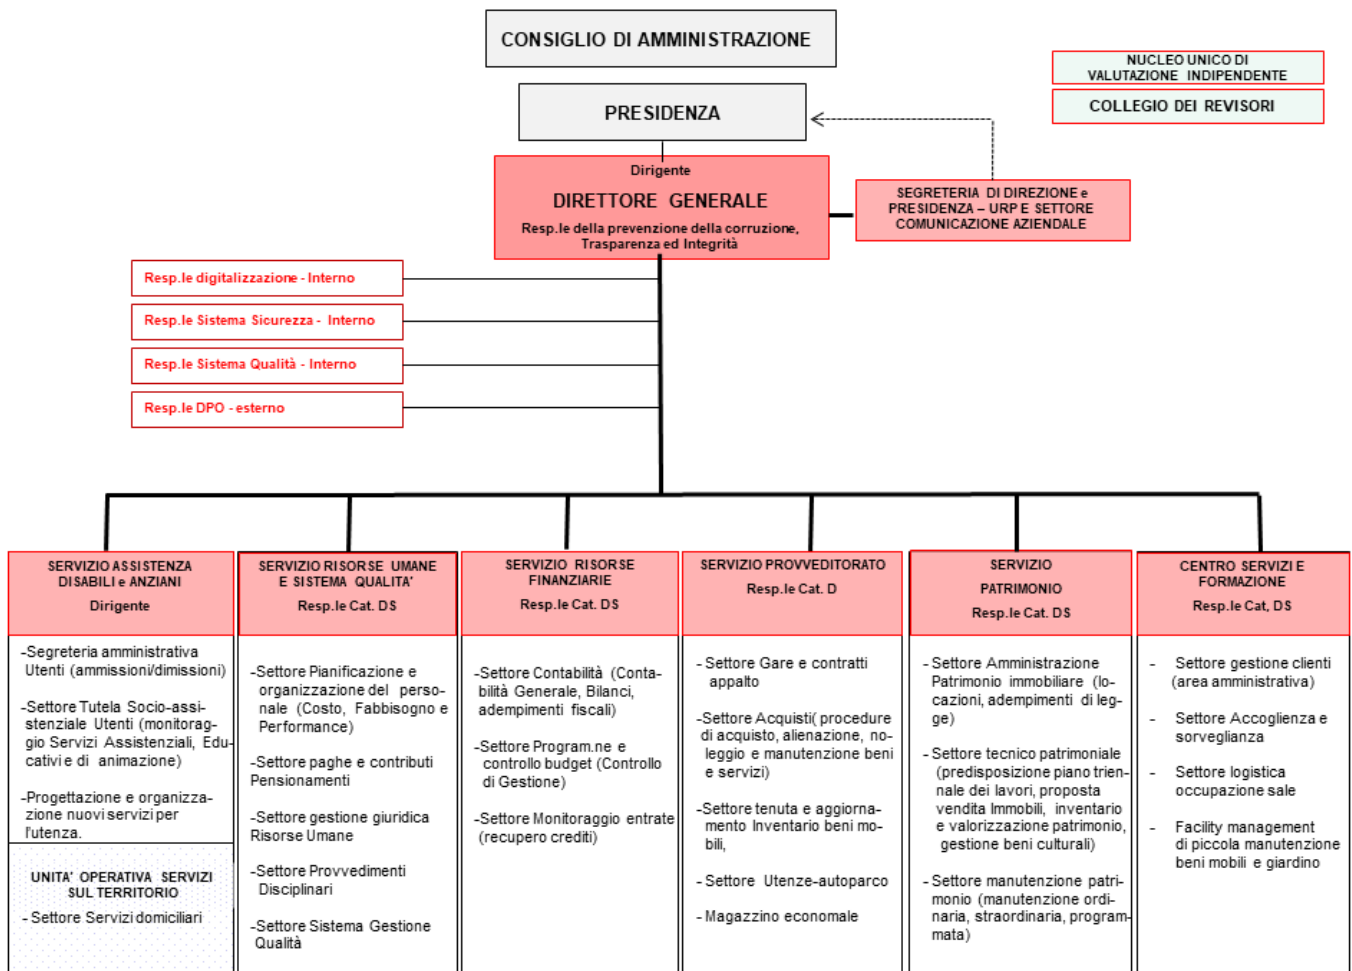 CONSIGLIO DI AMMINISTRAZIONE
NUCLEO UNICO DI
VALUTAZIONE INDIPENDENTE
COLLEGIO DEI REVISORI
PRESIDENZA
Dirigente
DIRETTORE GENERALE
Resp.le della prevenzione della corruzione,
Trasparenza ed Integrità
SEGRETERIA DI DIREZIONE e
PRESIDENZA – URP E SETTORE
COMUNICAZIONE AZIENDALE
Resp.le digitalizzazione - Interno
Resp.le Sistema Sicurezza - Interno
Resp.le Sistema Qualità - Interno
Resp.le DPO - esterno
SERVIZIO ASSISTENZA
DISABILI e ANZIANI
Dirigente
-Segreteria amministrativa
Utenti (ammissioni/dimissioni)
-Settore Tutela Socio-assi-
stenziale Utenti (monitorag-
gio Servizi Assistenziali, Edu-
cativi e di animazione)
-Progettazione e organizza-
zione nuovi servizi per
l'utenza.
UNITA' OPERATIVA SERVIZI
SUL TERRITORIO
- Settore Servizi domiciliari
SERVIZIO RISORSE UMANE
E SISTEMA QUALITA'
Resp.le Cat. DS
-Settore Pianificazione e
organizzazione del perso-
nale (Costo, Fabbisogno e
Performance)
-Settore paghe e contributi
Pensionamenti
-Settore gestione giuridica
Risorse Umane
-Settore Provvedimenti
Disciplinari
-Settore Sistema Gestione
Qualità
SERVIZIO RISORSE
FINANZIARIE
Resp.le Cat. DS
-Settore Contabilità (Conta-
bilità Generale, Bilanci,
adempimenti fiscali)
-Settore Program.ne e
controllo budget (Controllo
di Gestione)
-Settore Monitoraggio entrate
(recupero crediti)
SERVIZIO PROVVEDITORATO
Resp.le Cat. D
- Settore Gare e contratti
appalto
-Settore Acquisti( procedure
di acquisto, alienazione, no-
leggio e manutenzione beni
e servizi)
-Settore tenuta e aggiorna-
mento Inventario beni mo-
bili,
-Settore Utenze-autoparco
- Magazzino economale
SERVIZIO
PATRIMONIO
Resp.le Cat. DS
-Settore Amministrazione
Patrimonio immobiliare (lo-
cazioni, adempimenti di leg-
ge)
-Settore tecnico patrimoniale
(predisposizione piano trien-
nale dei lavori, proposta
vendita Immobili, inventario
e valorizzazione patrimonio,
gestione beni culturali)
-Settore manutenzione patri-
monio (manutenzione ordi-
naria, straordinaria, program-
mata)
CENTRO SERVIZI E
FORMAZIONE
Resp.le Cat, DS
- Settore gestione clienti
(area amministrativa)
- Settore Accoglienza e
sorveglianza
- Settore logistica
occupazione sale
- Facility management
di piccola manutenzione
beni mobili e giardino